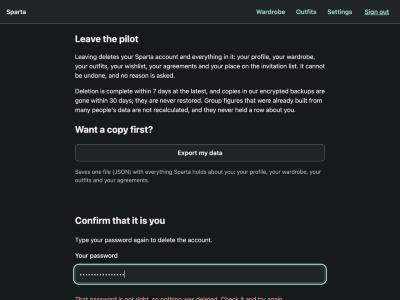 Sparta
Wardrobe
Outfits
Settings
Sign out
Leave the pilot
Leaving deletes your Sparta account and everything in it: your profile, your wardrobe,
your outfits, your wishlist, your agreements and your place on the invitation list. It cannot
be undone, and no reason is asked.
Deletion is complete within 7 days at the latest, and copies in our encrypted backups are
gone within 30 days; they are never restored. Group figures that were already built from
many people's data are not recalculated, and they never held a row about you.
Want a copy first?
Export my data
Saves one file (JSON) with everything Sparta holds about you: your profile, your wardrobe, your
outfits and your agreements.
Confirm that it is you
Type your password again to delete the account.
Your password
••••••••••••••••
That password is not right, so nothing was deleted. Check it and try again.